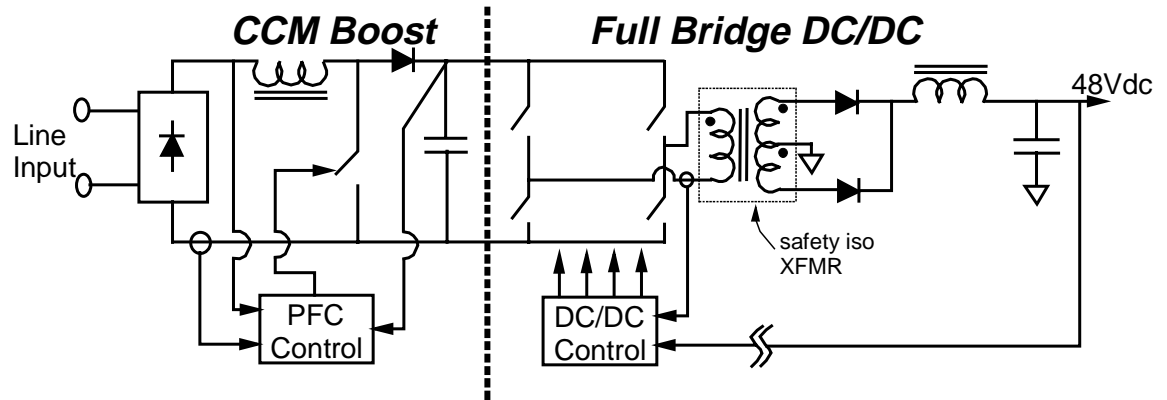 CCM Boost
Full Bridge DC/DC
48Vdc
Line
Input
safety iso
XFMR
PFC
Control
DC/DC
Control